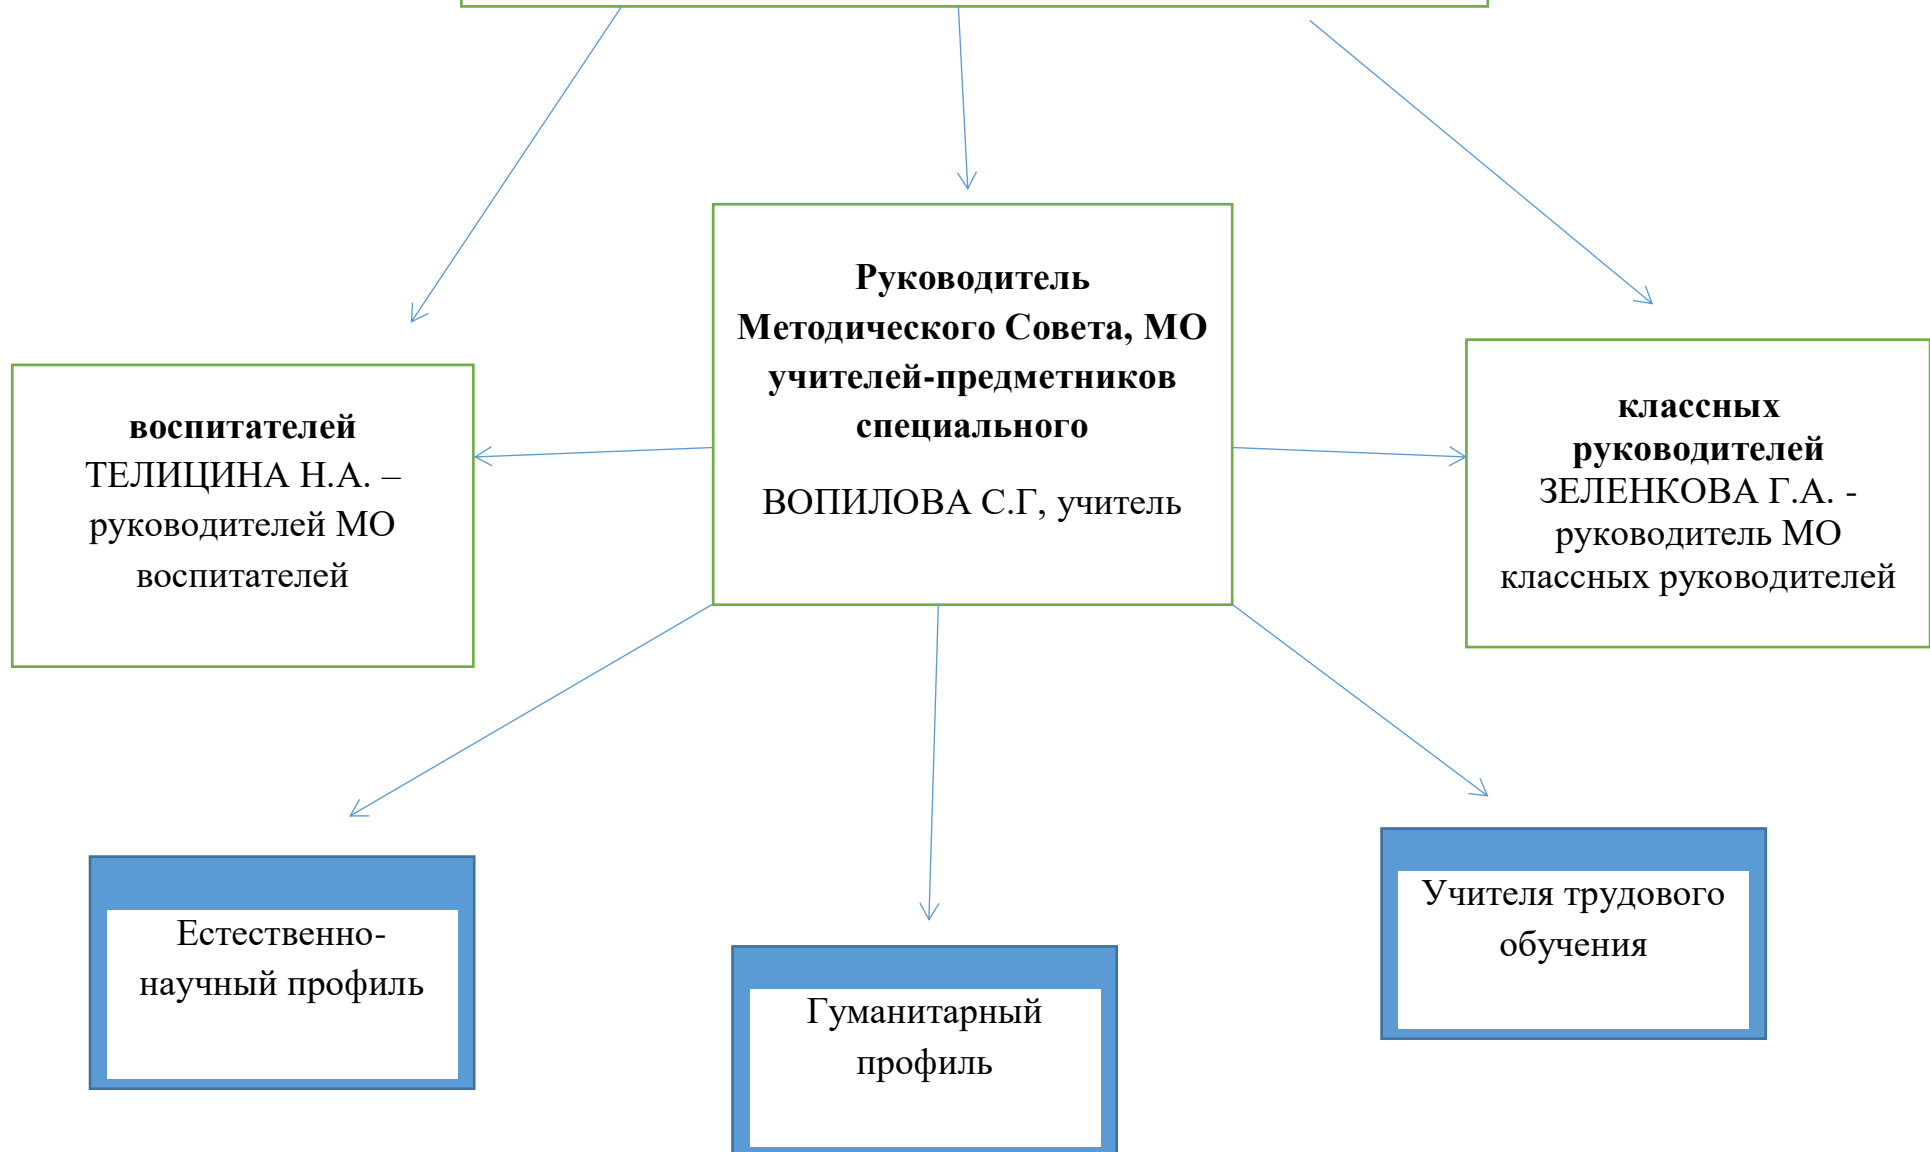 Руководитель
Методического Совета, МО
учителей-предметников
специального
ВОПИЛОВА С.Г, учитель
воспитателей
ТЕЛИЦИНА Н.А. –
руководителей МО
воспитателей
классных
руководителей
ЗЕЛЕНКОВА Г.А. -
руководитель МО
классных руководителей
Естественно-
научный профиль
Гуманитарный
профиль
Учителя трудового
обучения